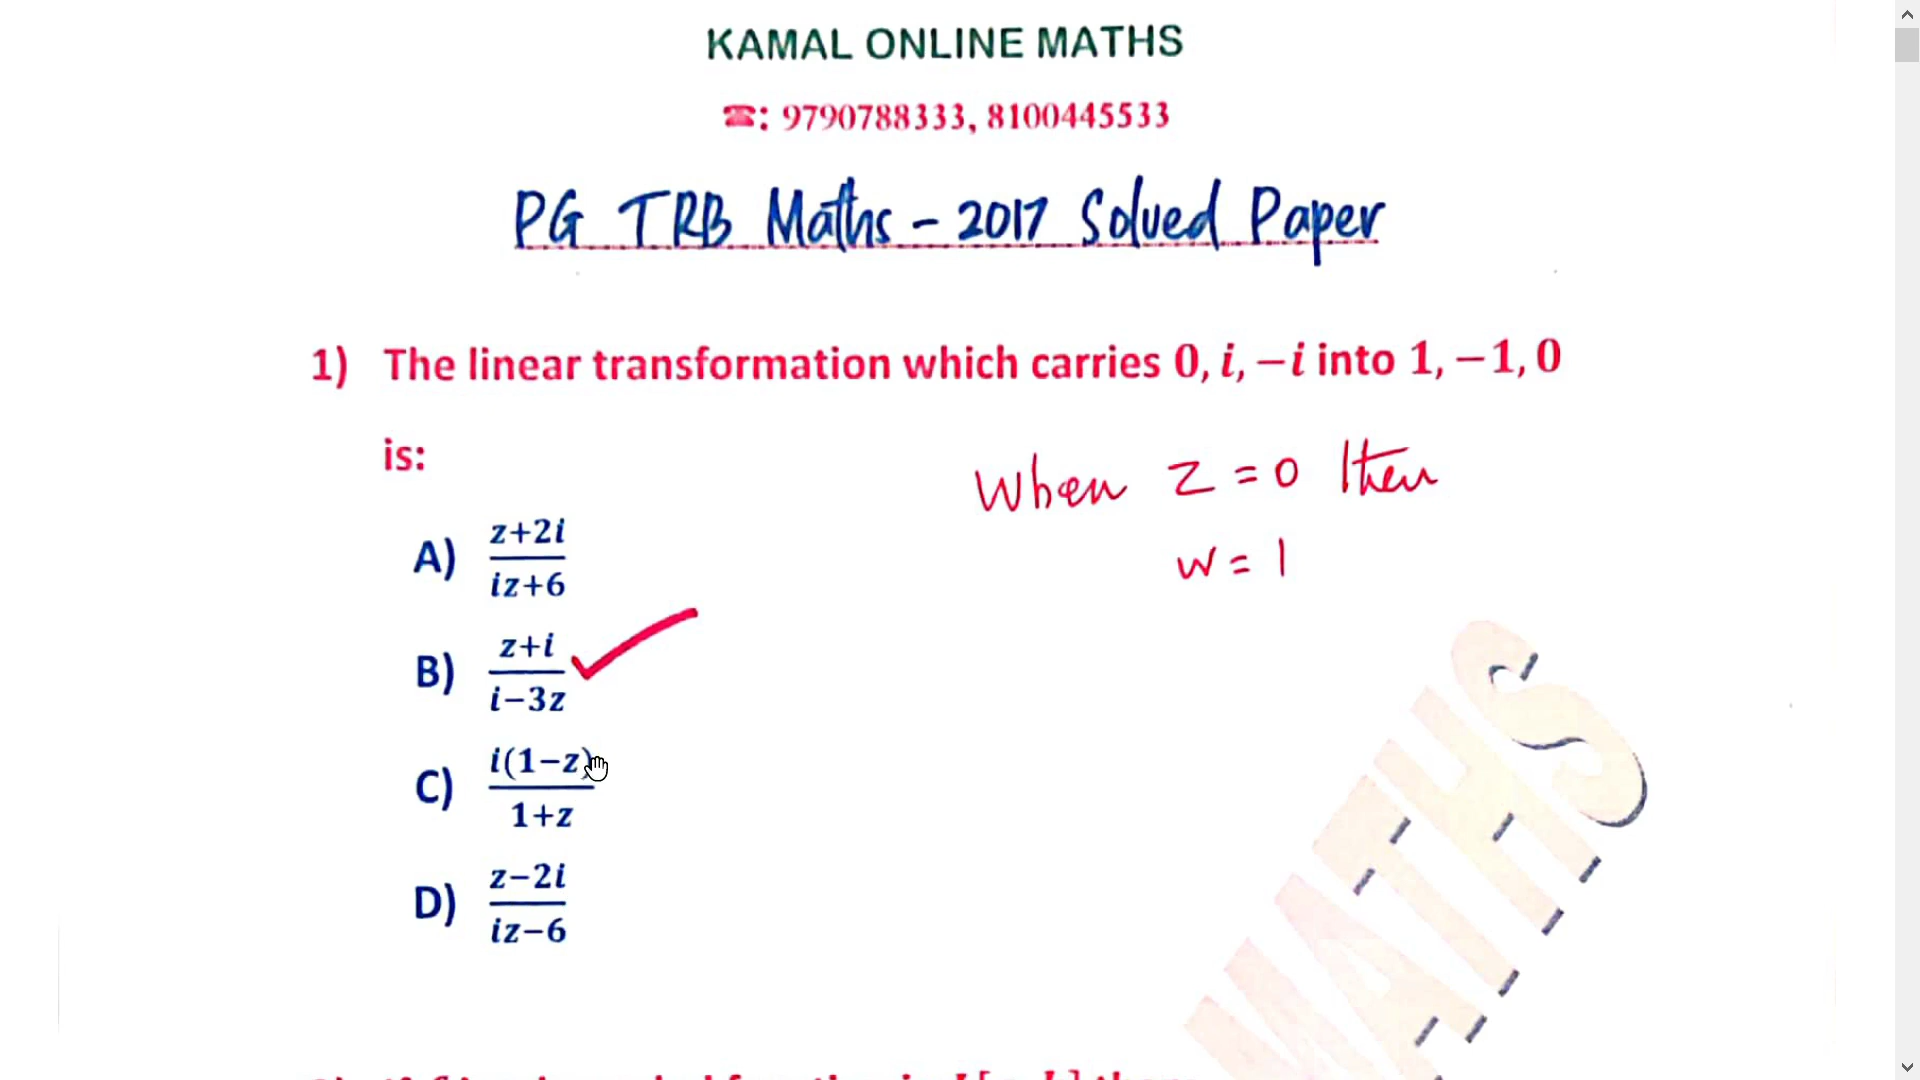 KAMAL ONLINE MATHS
☎: 9790788333, 8100445533
PG TRB Maths - 2017 Solved Paper
1) The linear transformation which carries 0, i, −i into 1, −1, 0
is:
When z = 0 then
w = 1
A) z+2i
iz+6
B) z+i
i−3z
C) i(1−z)
1+z
D) z−2i
iz−6
MATHS